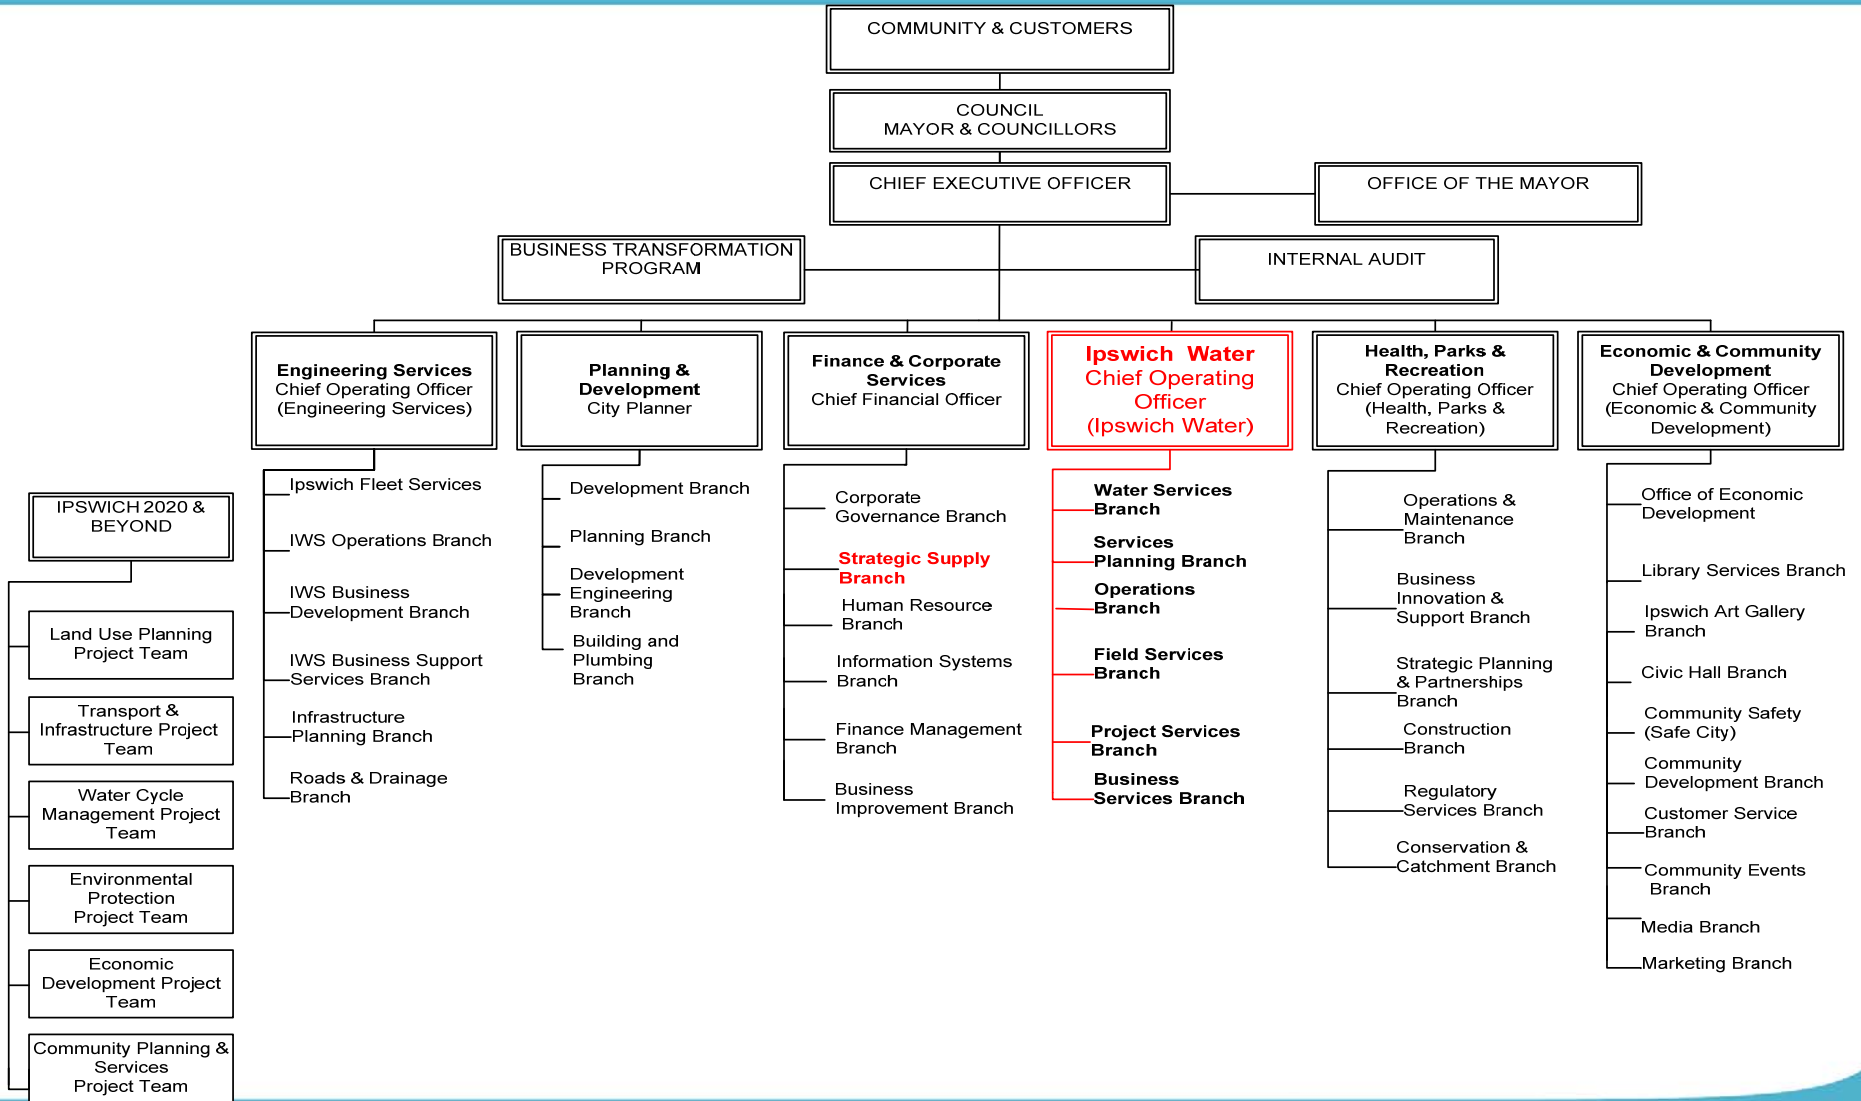 COMMUNITY & CUSTOMERS
COUNCIL
MAYOR & COUNCILLORS
CHIEF EXECUTIVE OFFICER
OFFICE OF THE MAYOR
BUSINESS TRANSFORMATION
PROGRAM
INTERNAL AUDIT
Engineering Services
Chief Operating Officer
(Engineering Services)
Planning &
Development
City Planner
Finance & Corporate
Services
Chief Financial Officer
Ipswich Water
Chief Operating
Officer
(Ipswich Water)
Health, Parks &
Recreation
Chief Operating Officer
(Health, Parks &
Recreation)
Economic & Community
Development
Chief Operating Officer
(Economic & Community
Development)
IPSWICH 2020 &
BEYOND
Land Use Planning
Project Team
Transport &
Infrastructure Project
Team
Water Cycle
Management Project
Team
Environmental
Protection
Project Team
Economic
Development Project
Team
Community Planning &
Services
Project Team
Ipswich Fleet Services
IWS Operations Branch
IWS Business
Development Branch
IWS Business Support
Services Branch
Infrastructure
Planning Branch
Roads & Drainage
Branch
Development Branch
Planning Branch
Development
Engineering
Branch
Building and
Plumbing
Branch
Corporate
Governance Branch
Strategic Supply
Branch
Human Resource
Branch
Information Systems
Branch
Finance Management
Branch
Business
Improvement Branch
Water Services
Branch
Services
Planning Branch
Operations
Branch
Field Services
Branch
Project Services
Branch
Business
Services Branch
Operations &
Maintenance
Branch
Business
Innovation &
Support Branch
Strategic Planning
& Partnerships
Branch
Construction
Branch
Regulatory
Services Branch
Conservation &
Catchment Branch
Office of Economic
Development
Library Services Branch
Ipswich Art Gallery
Branch
Civic Hall Branch
Community Safety
(Safe City)
Community
Development Branch
Customer Service
Branch
Community Events
Branch
Media Branch
Marketing Branch